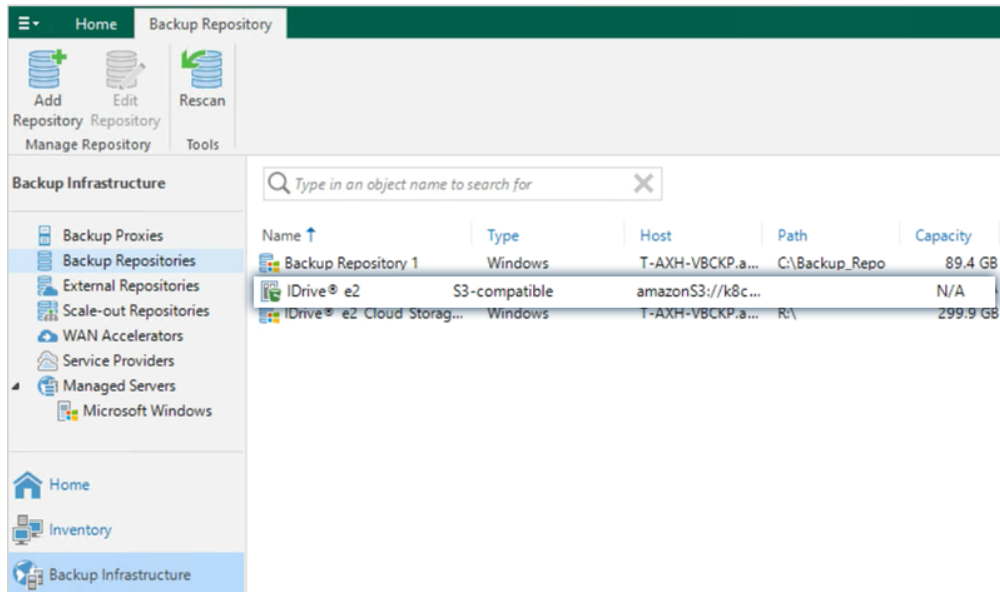 Home Backup Repository
Add Repository
Edit Repository
Rescan
Manage Repository Tools
Backup Infrastructure
Type in an object name to search for
Backup Proxies
Backup Repositories
External Repositories
Scale-out Repositories
WAN Accelerators
Service Providers
Managed Servers
Microsoft Windows
Name Type Host Path Capacity
Backup Repository 1 Windows T-AXH-VBCKP.a... C:\Backup_Repo 89.4 GB
IDrive® e2 S3-compatible amazonS3://k8c... N/A
IDrive® e2 Cloud Storag... Windows T-AXH-VBCKP.a... R:\ 299.9 GB
Home
Inventory
Backup Infrastructure